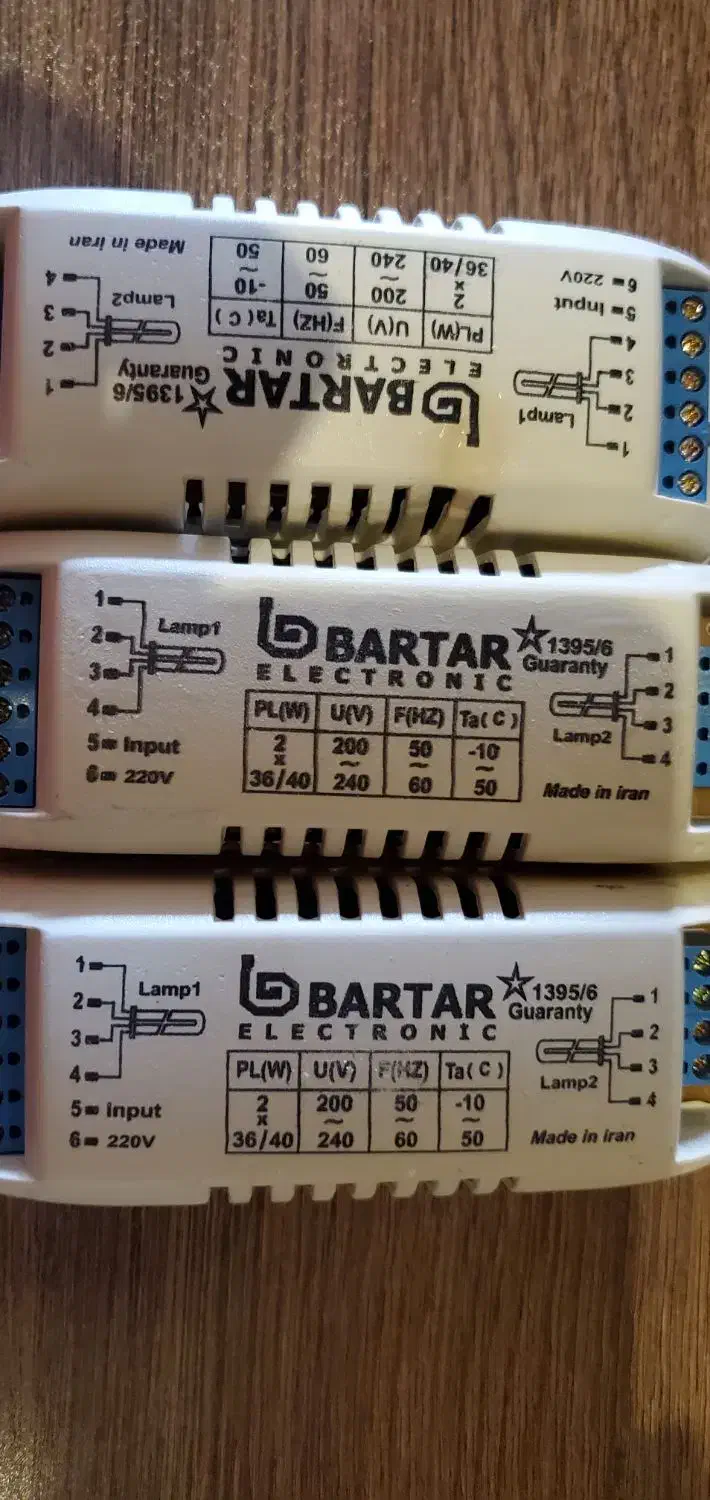 Lamp1
1
2
3
4
5 Input
6 220V
BARTAR
ELECTRONIC
1395/6
Guaranty
PL(W) U(V) F(HZ) Ta( C )
2 200 50 -10
x ~ ~ ~
36/40 240 60 50
Lamp2
1
2
3
4
Made in iran
1
2
3
4
Lamp1
5 Input
6 220V
BARTAR
ELECTRONIC
1395/6
Guaranty
PL(W) U(V) F(HZ) Ta( C )
2 200 50 -10
x ~ ~ ~
36/40 240 60 50
1
2
3
4
Lamp2
Made in iran
1
2
3
4
Lamp1
5 Input
6 220V
BARTAR
ELECTRONIC
1395/6
Guaranty
PL(W) U(V) F(HZ) Ta( C )
2 200 50 -10
x ~ ~ ~
36/40 240 60 50
1
2
3
4
Lamp2
Made in iran